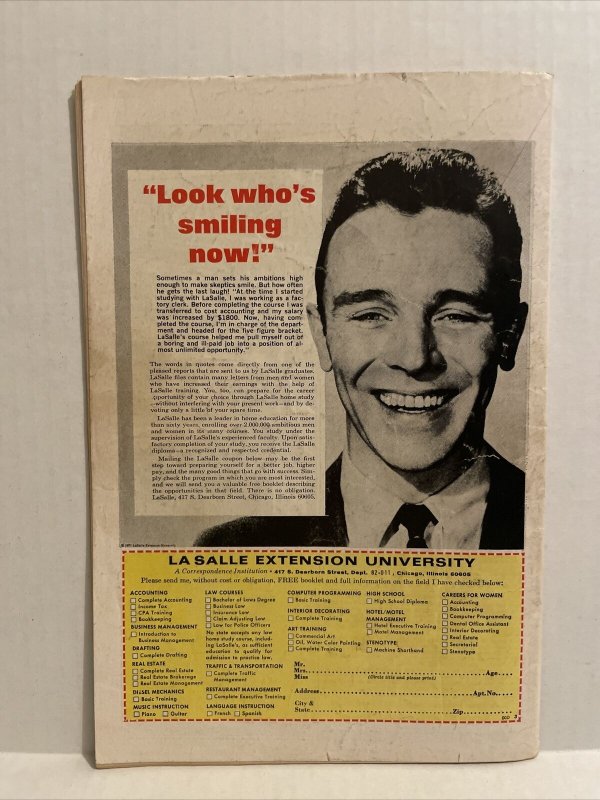 “Look who’s
smiling
now!”
Sometimes a man sets his ambitions high
enough to make skeptics smile. But how often
he gets the last laugh! “At the time I started
studying with LaSalle, I was working as a fac-
tory clerk. Before completing the course I was
transferred to cost accounting and my salary
was increased by $1800. Now, having com-
pleted the course, I’m in charge of the depart-
ment and headed for the five figure bracket.
LaSalle’s course helped me pull myself out of
a boring and ill-paid job into a position of al-
most unlimited opportunity.”
The words in quotes come directly from one of the
pleased reports that are sent to us by LaSalle graduates.
LaSalle files contain many letters from men and women
who have increased their earnings with the help of
LaSalle training. You, too, can prepare for the career
opportunity of your choice through LaSalle home study
—without interfering with your present work—and by de-
voting only a little of your spare time.
LaSalle has been a leader in home education for more
than sixty years, enrolling over 2,000,000 ambitious men
and women in its many courses. You study under the
supervision of LaSalle’s experienced faculty. Upon satis-
factory completion of your study, you receive the LaSalle
diploma—a recognized and respected credential.
Mailing the LaSalle coupon below may be the first
step toward preparing yourself for a better job, higher
pay, and the many good things that go with success. Sim-
ply check the program in which you are most interested,
and we will send you a valuable free booklet describing
the opportunities in that field. There is no obligation.
LaSalle, 417 S. Dearborn Street, Chicago, Illinois 60605.
© 1971 LaSalle Extension University
LA SALLE EXTENSION UNIVERSITY
A Correspondence Institution • 417 S. Dearborn Street, Dept. 62-011, Chicago, Illinois 60605
Please send me, without cost or obligation, FREE booklet and full information on the field I have checked below:
ACCOUNTING
Complete Accounting
Income Tax
CPA Training
Bookkeeping
BUSINESS MANAGEMENT
Introduction to
Business Management
DRAFTING
Complete Drafting
REAL ESTATE
Complete Real Estate
Real Estate Brokerage
Real Estate Management
DIESEL MECHANICS
Basic Training
MUSIC INSTRUCTION
Piano Guitar
LAW COURSES
Bachelor of Laws Degree
Business Law
Insurance Law
Claim Adjusting Law
Law for Police Officers
No state accepts any law
home study course, includ-
ing LaSalle’s, as sufficient
education to qualify for
admission to practice law.
TRAFFIC & TRANSPORTATION
Complete Traffic
Management
RESTAURANT MANAGEMENT
Complete Executive Training
LANGUAGE INSTRUCTION
French Spanish
COMPUTER PROGRAMMING
Basic Training
INTERIOR DECORATING
Complete Training
ART TRAINING
Commercial Art
Oil, Water Color Painting
Complete Training
HIGH SCHOOL
High School Diploma
HOTEL/MOTEL
MANAGEMENT
Hotel Executive Training
Motel Management
STENOTYPE
Machine Shorthand
CAREERS FOR WOMEN
Accounting
Bookkeeping
Computer Programming
Dental Office Assistant
Interior Decorating
Real Estate
Secretarial
Stenotype
Mr.
Mrs.
Miss
(Circle title and please print)
Age
Address
Apt. No.
City &
State
Zip
3